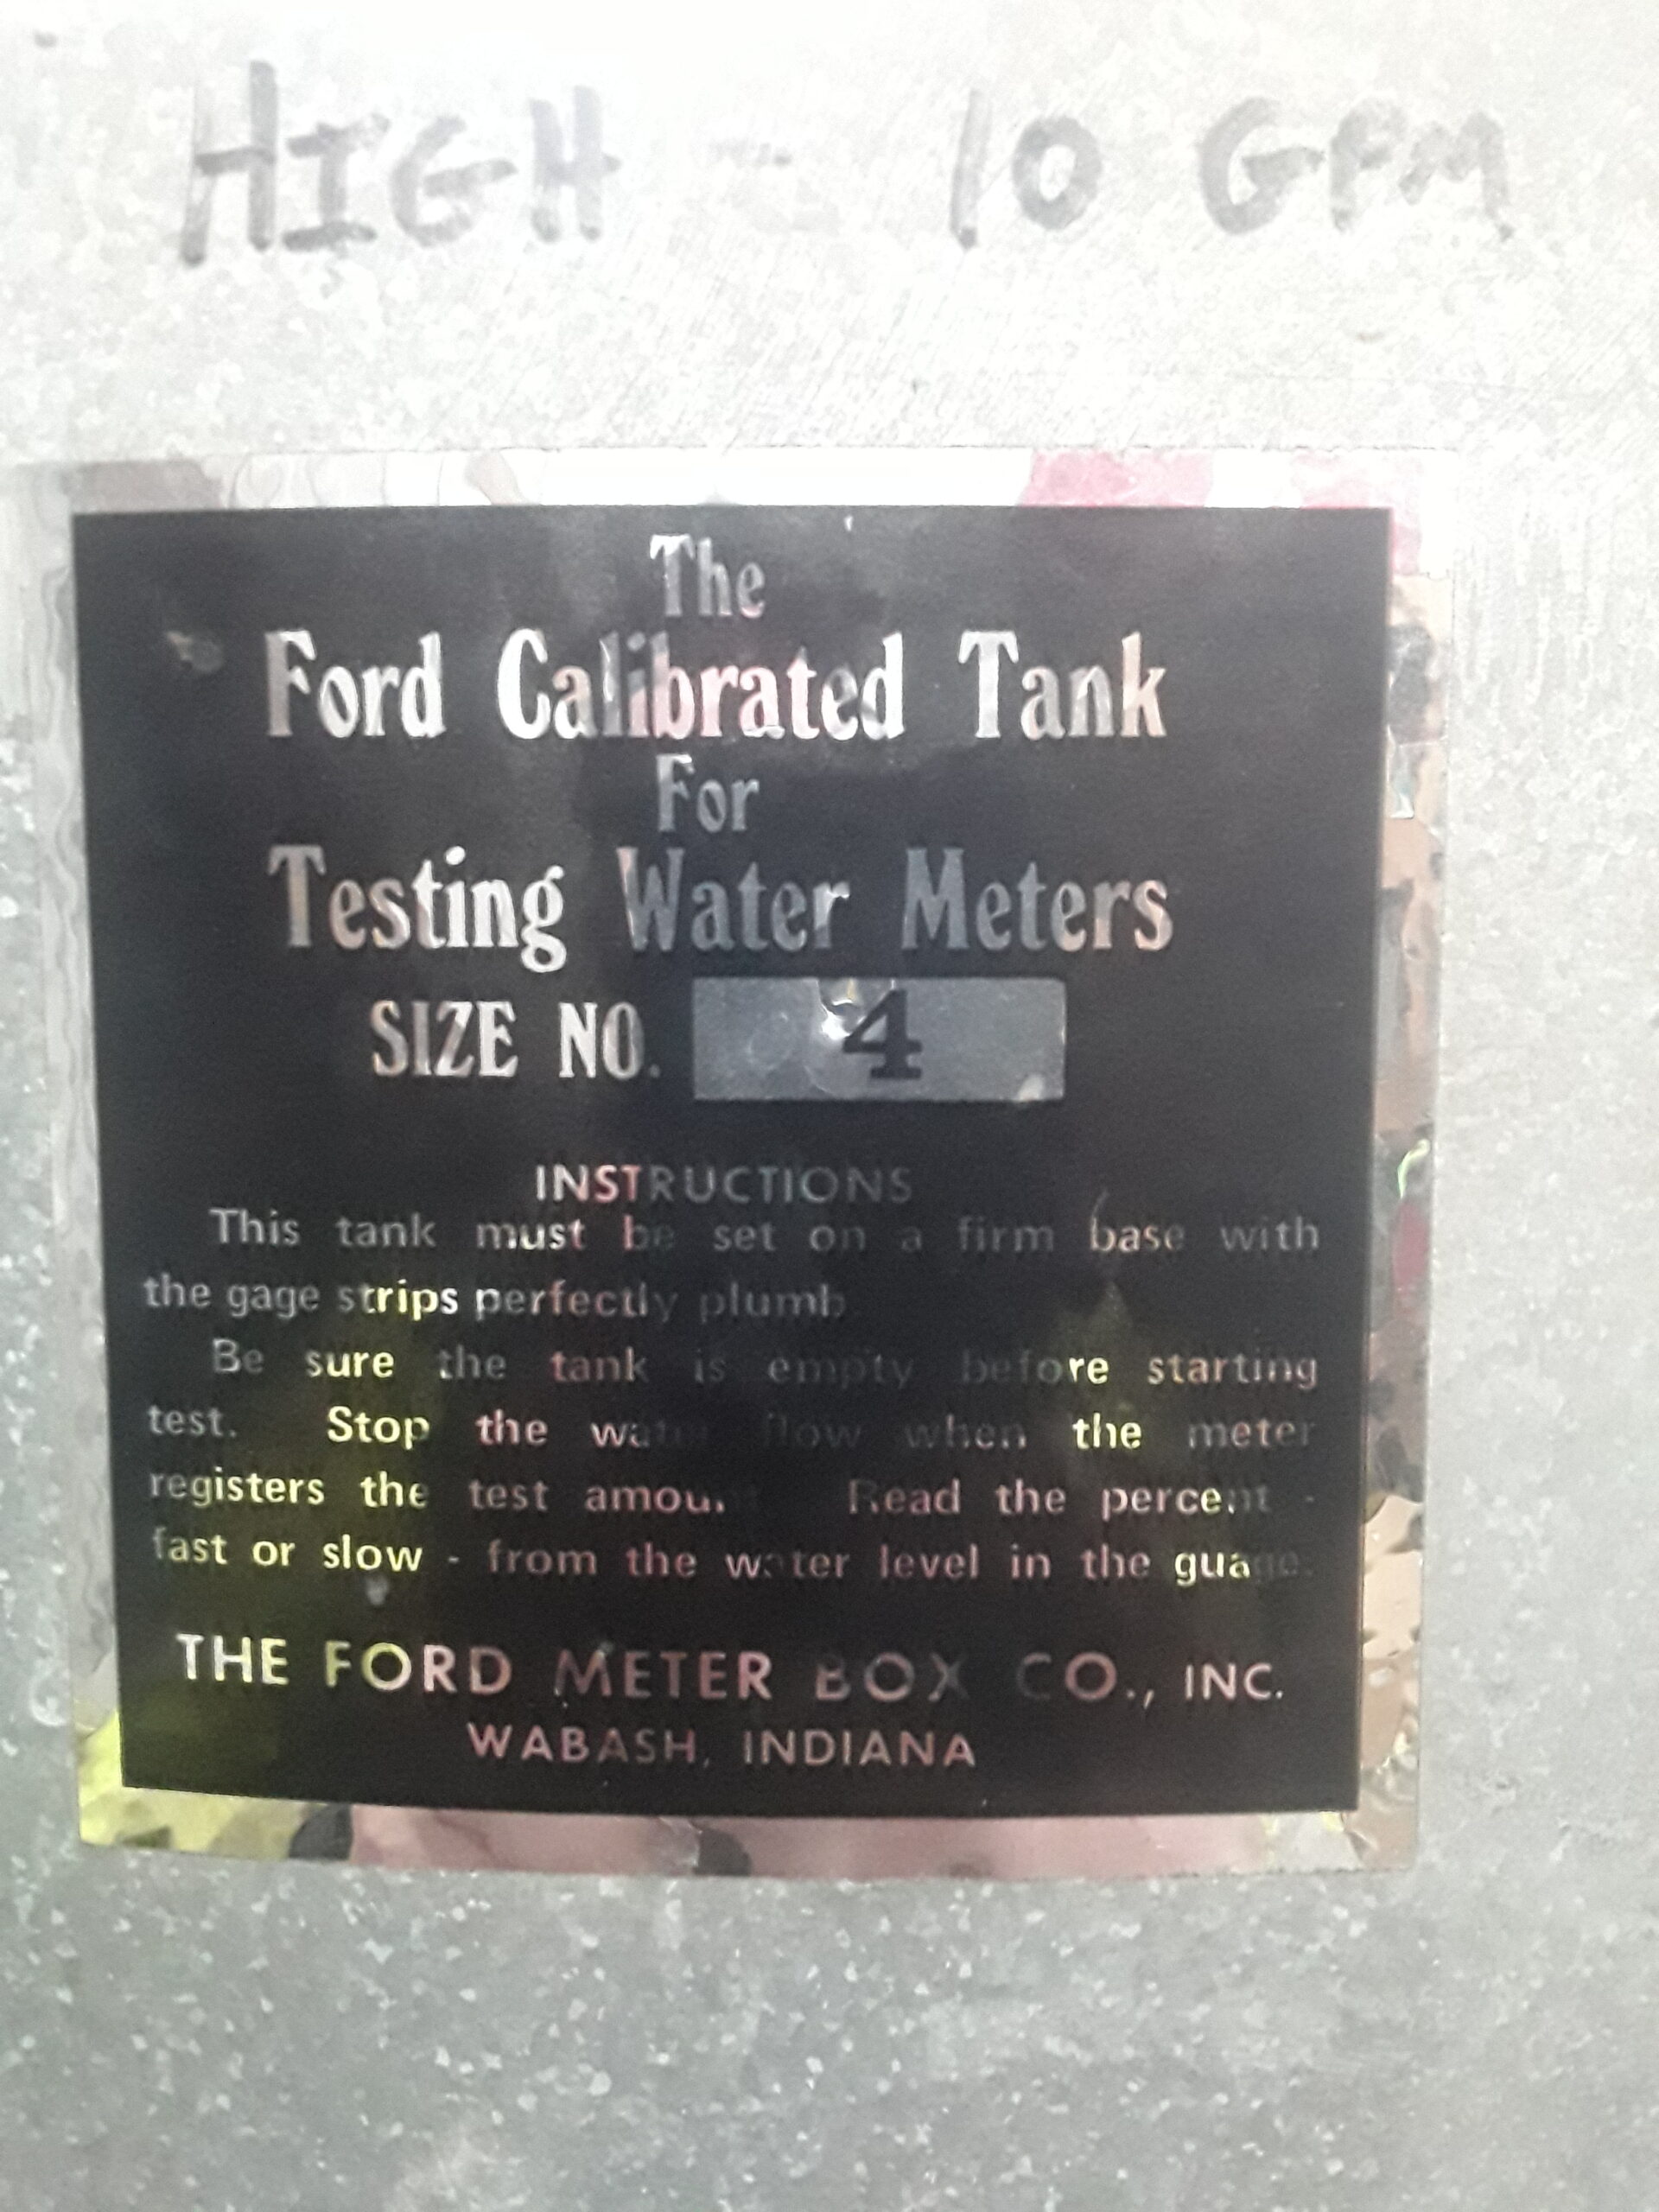 HIGH - 10 GPM
The
Ford Calibrated Tank
For
Testing Water Meters
SIZE NO. 4
INSTRUCTIONS
This tank must be set on a firm base with
the gage strips perfectly plumb
Be sure the tank is empty before starting
test. Stop the water flow when the meter
registers the test amount. Read the percent -
fast or slow - from the water level in the guage.
THE FORD METER BOX CO., INC.
WABASH, INDIANA